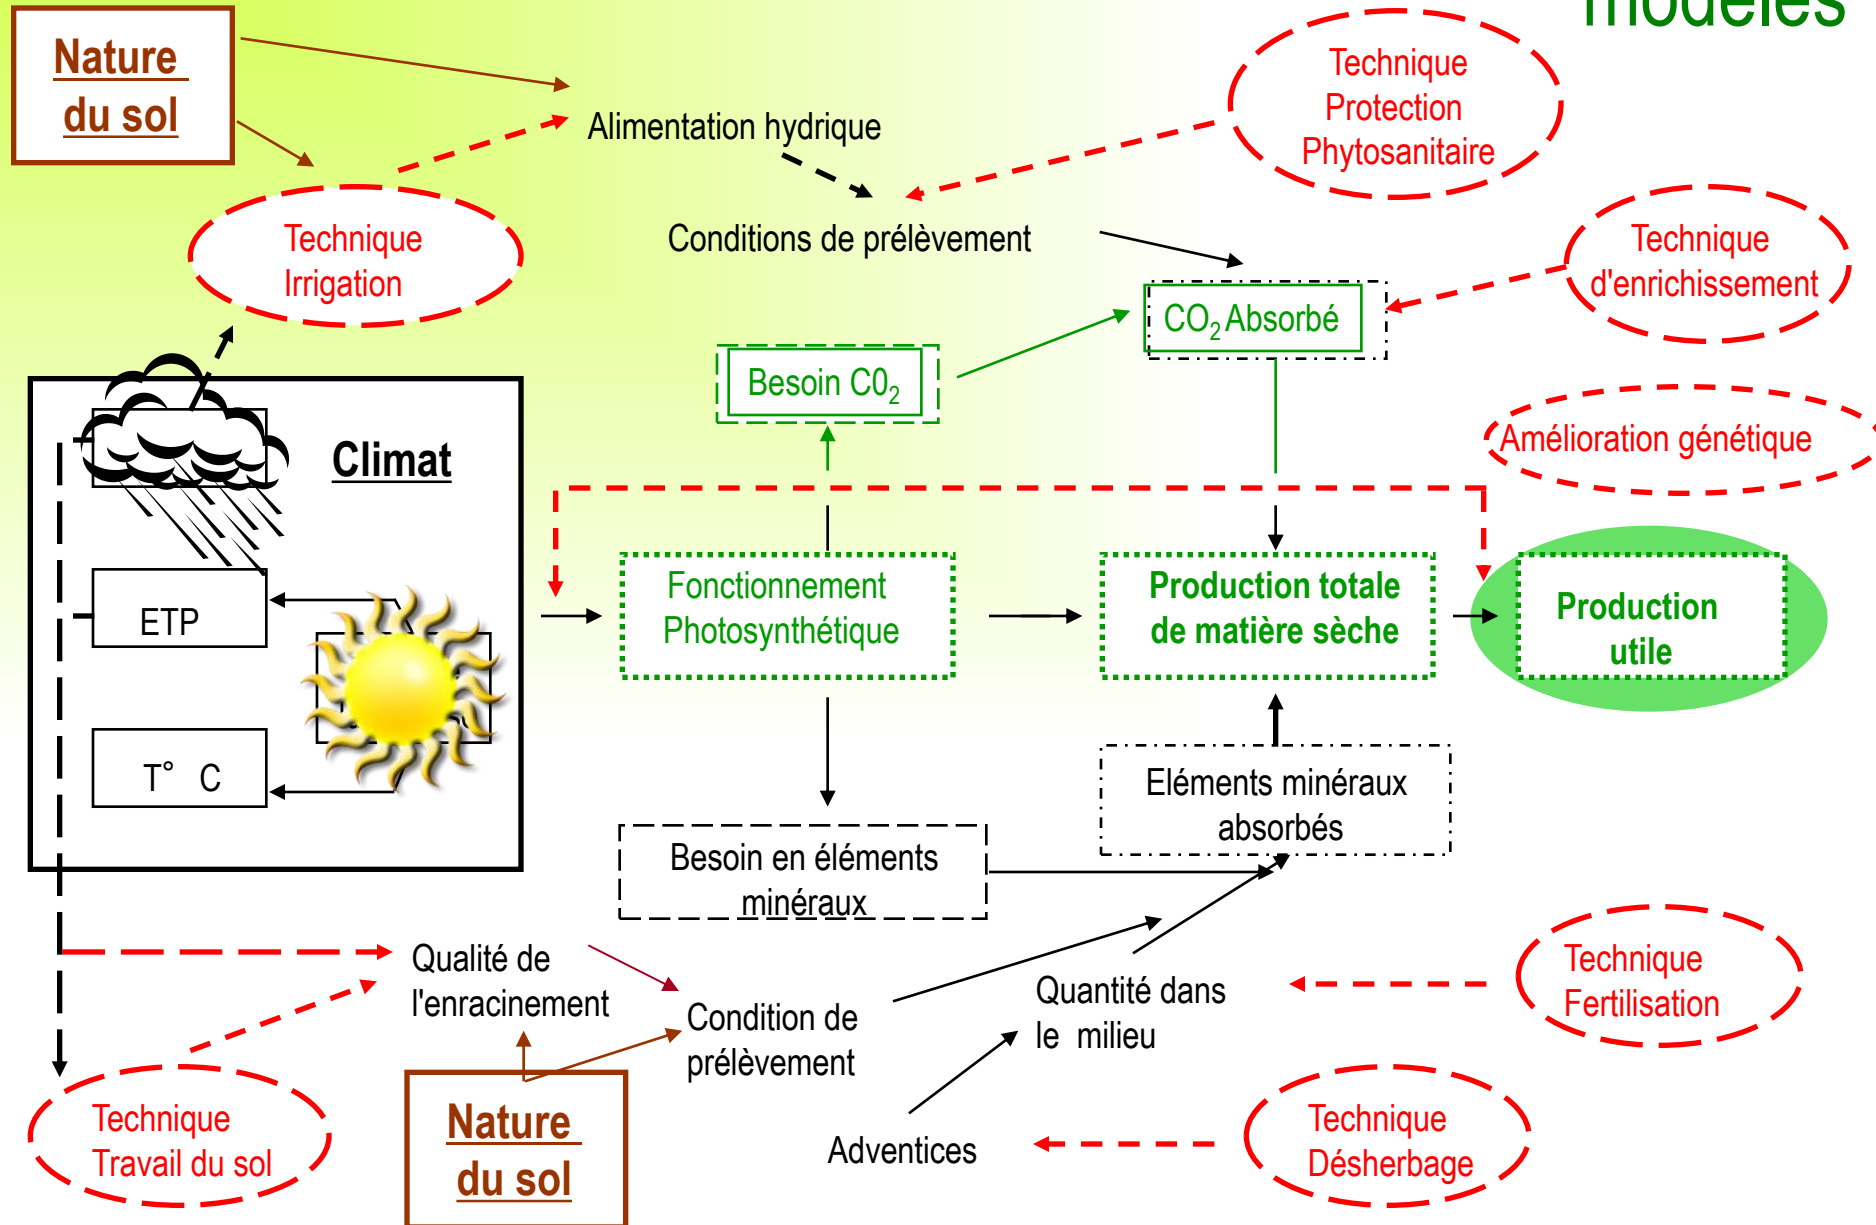 modèles
Nature
du sol
Alimentation hydrique
Technique
Protection
Phytosanitaire
Technique
Irrigation
Conditions de prélèvement
Technique
d'enrichissement
CO₂ Absorbé
Besoin C0₂
Amélioration génétique
Climat
ETP
T° C
Fonctionnement
Photosynthétique
Production totale
de matière sèche
Production
utile
Eléments minéraux
absorbés
Besoin en éléments
minéraux
Qualité de
l'enracinement
Condition de
prélèvement
Quantité dans
le milieu
Technique
Fertilisation
Technique
Travail du sol
Nature
du sol
Adventices
Technique
Désherbage